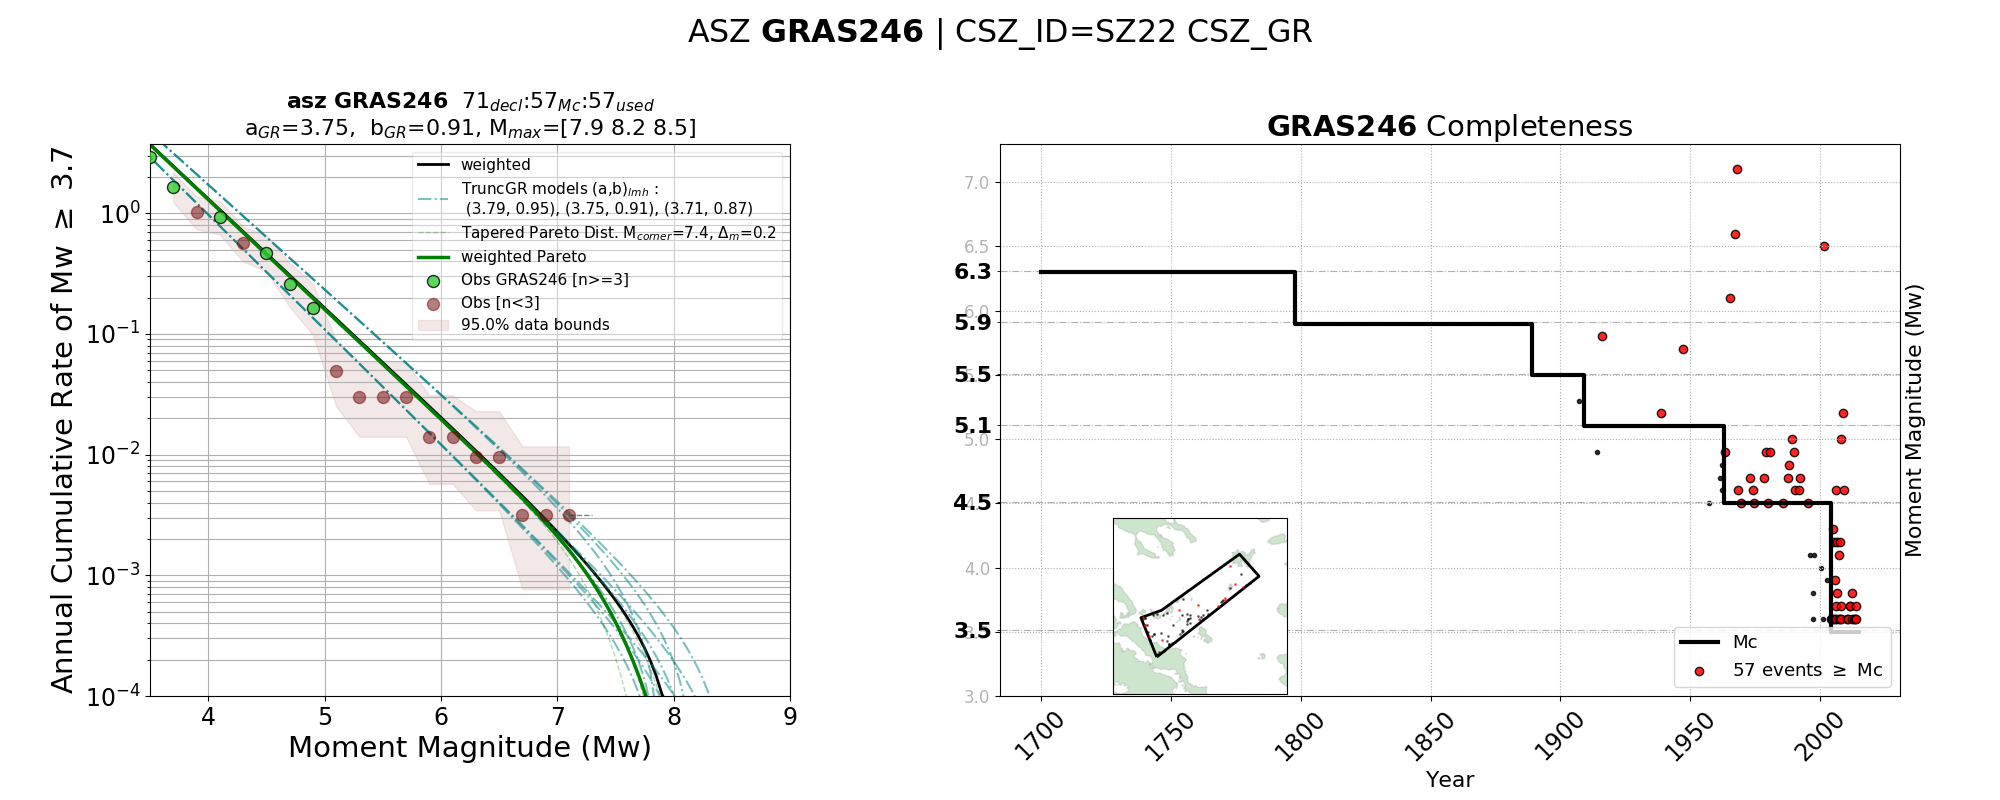 ASZ GRAS246 | CSZ_ID=SZ22 CSZ_GR
asz GRAS246 71decl:57Mc:57used
aGR=3.75, bGR=0.91, Mmax=[7.9 8.2 8.5]
Annual Cumulative Rate of Mw ≥ 3.7
10^0
10^-1
10^-2
10^-3
10^-4
weighted
TruncGR models (a,b)lmh :
(3.79, 0.95), (3.75, 0.91), (3.71, 0.87)
Tapered Pareto Dist. Mcorner=7.4, Δm=0.2
weighted Pareto
Obs GRAS246 [n>=3]
Obs [n<3]
95.0% data bounds
4 5 6 7 8 9
Moment Magnitude (Mw)
GRAS246 Completeness
7.0
6.5
6.3
6.0
5.9
5.5
5.1
5.0
4.5
4.0
3.5
3.0
Moment Magnitude (Mw)
Mc
57 events ≥ Mc
1700 1750 1800 1850 1900 1950 2000
Year